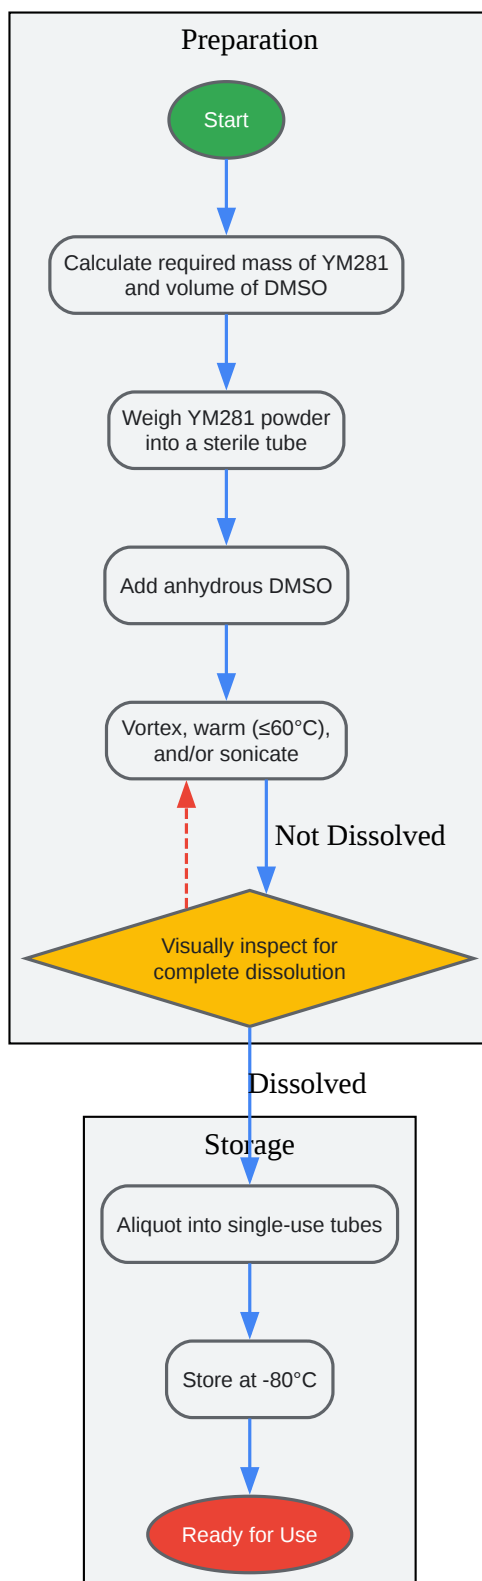 Preparation
Start
Calculate required mass of YM281
and volume of DMSO
Weigh YM281 powder
into a sterile tube
Add anhydrous DMSO
Vortex, warm (≤60°C),
and/or sonicate
Not Dissolved
Visually inspect for
complete dissolution
Dissolved
Storage
Aliquot into single-use tubes
Store at -80°C
Ready for Use